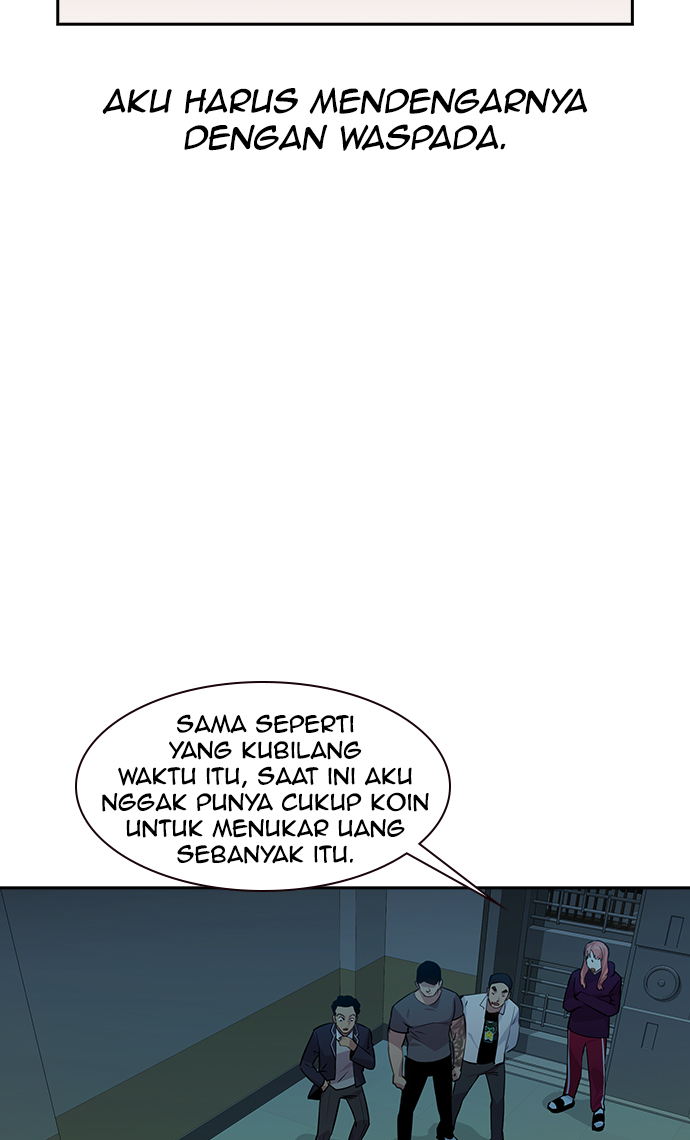 AKU HARUS MENDENGARNYA
DENGAN WASPADA.
SAMA SEPERTI
YANG KUBILANG
WAKTU ITU, SAAT INI AKU
NGGAK PUNYA CUKUP KOIN
UNTUK MENUKAR UANG
SEBANYAK ITU.